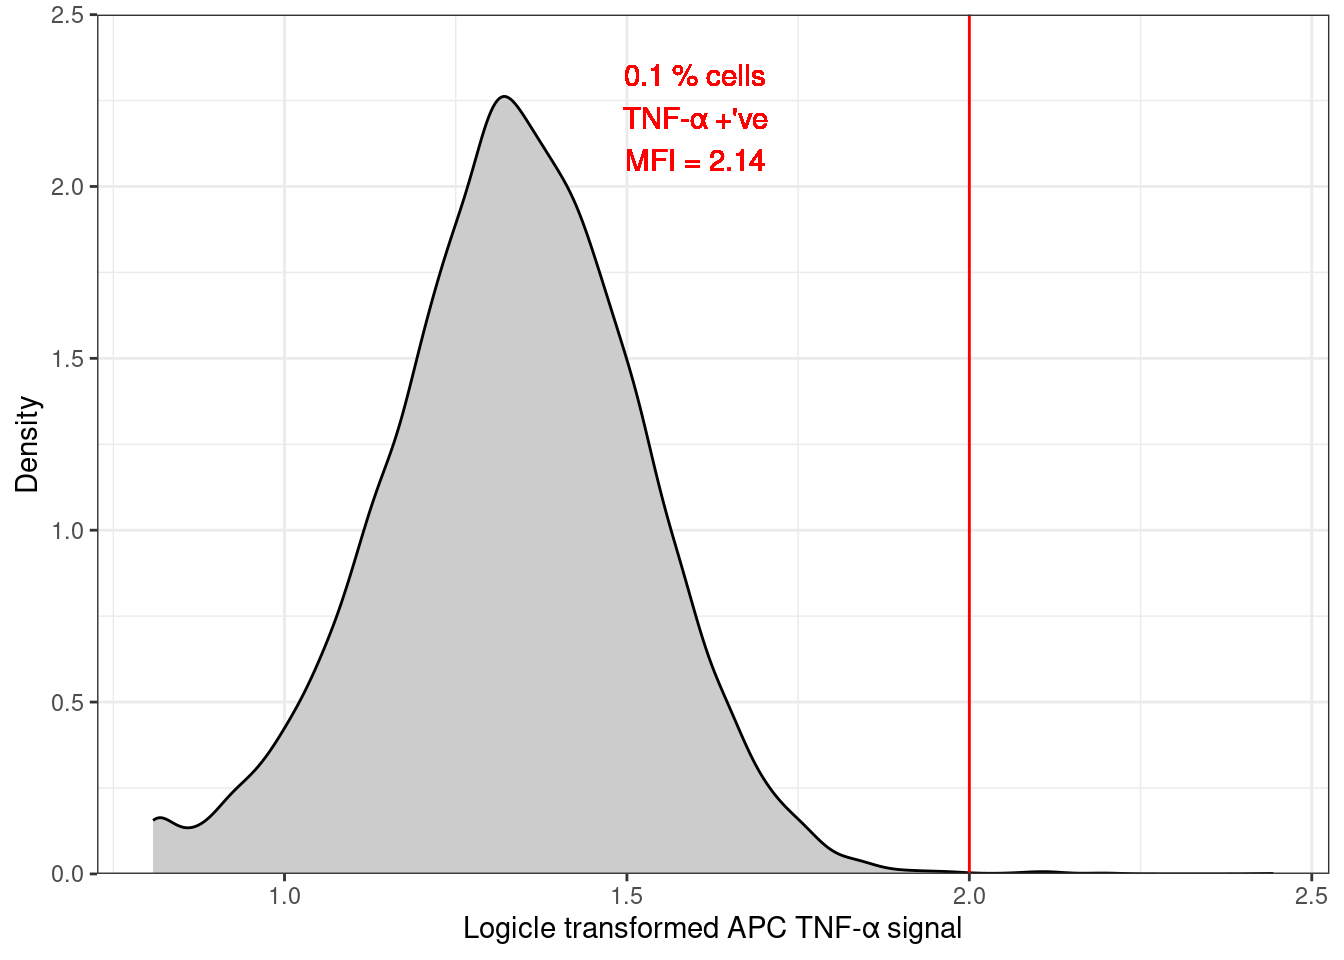 2.5
0.1 % cells
TNF-α +'ve
MFI = 2.14
2.0
1.5
Density
1.0
0.5
0.0
1.0 1.5 2.0 2.5
Logicle transformed APC TNF-α signal